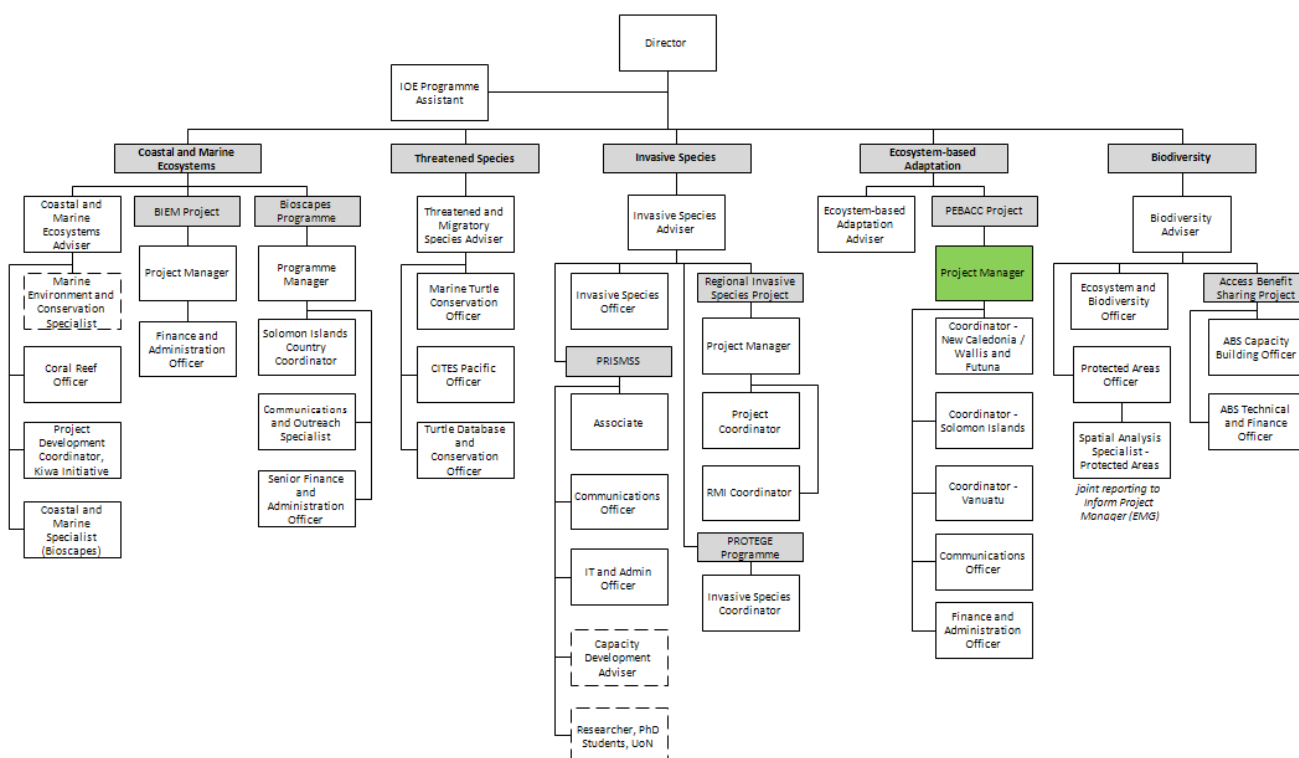 Director
IOE Programme
Assistant
Coastal and Marine
Ecosystems
Threatened Species
Invasive Species
Ecosystem-based
Adaptation
Biodiversity
Coastal and
Marine
Ecosystems
Adviser
BIEM Project
Bioscapes
Programme
Threatened and
Migratory
Species Adviser
Invasive Species
Adviser
Ecoystem-based
Adaptation
Adviser
PEBACC Project
Biodiversity
Adviser
Marine
Environment and
Conservation
Specialist
Project Manager
Programme
Manager
Marine Turtle
Conservation
Officer
Invasive Species
Officer
Regional Invasive
Species Project
Project Manager
Ecosystem and
Biodiversity
Officer
Access Benefit
Sharing Project
Coral Reef
Officer
Finance and
Administration
Officer
Solomon Islands
Country
Coordinator
CITES Pacific
Officer
PRISMSS
Project Manager
Coordinator -
New Caledonia /
Wallis and
Futuna
Protected Areas
Officer
ABS Capacity
Building Officer
Project
Development
Coordinator,
Kiwa Initiative
Communications
and Outreach
Specialist
Turtle Database
and
Conservation
Officer
Associate
Project
Coordinator
Coordinator -
Solomon Islands
Spatial Analysis
Specialist -
Protected Areas
joint reporting to
Inform Project
Manager (EMG)
ABS Technical
and Finance
Officer
Coastal and
Marine
Specialist
(Bioscapes)
Senior Finance
and
Administration
Officer
Communications
Officer
RMI Coordinator
Coordinator -
Vanuatu
IT and Admin
Officer
PROTEGE
Programme
Invasive Species
Coordinator
Communications
Officer
Capacity
Development
Adviser
Finance and
Administration
Officer
Researcher, PhD
Students, UoN